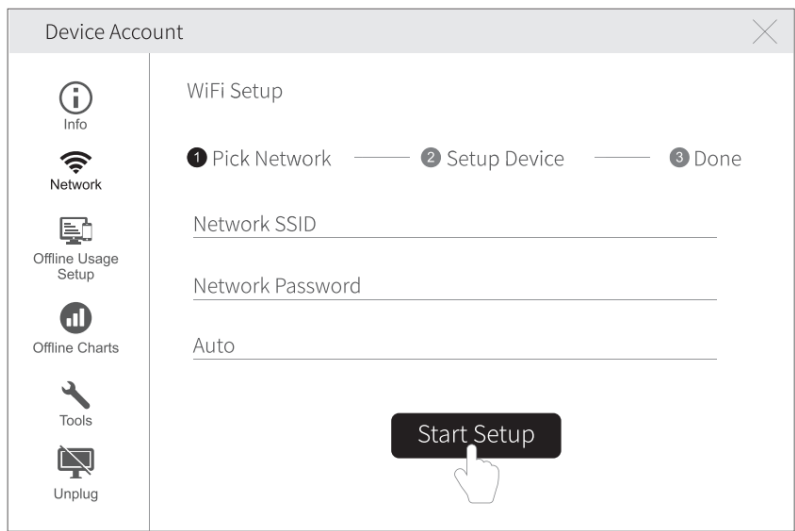 Device Account
Info
Network
Offline Usage
Setup
Offline Charts
Tools
Unplug
WiFi Setup
1 Pick Network 2 Setup Device 3 Done
Network SSID
Network Password
Auto
Start Setup